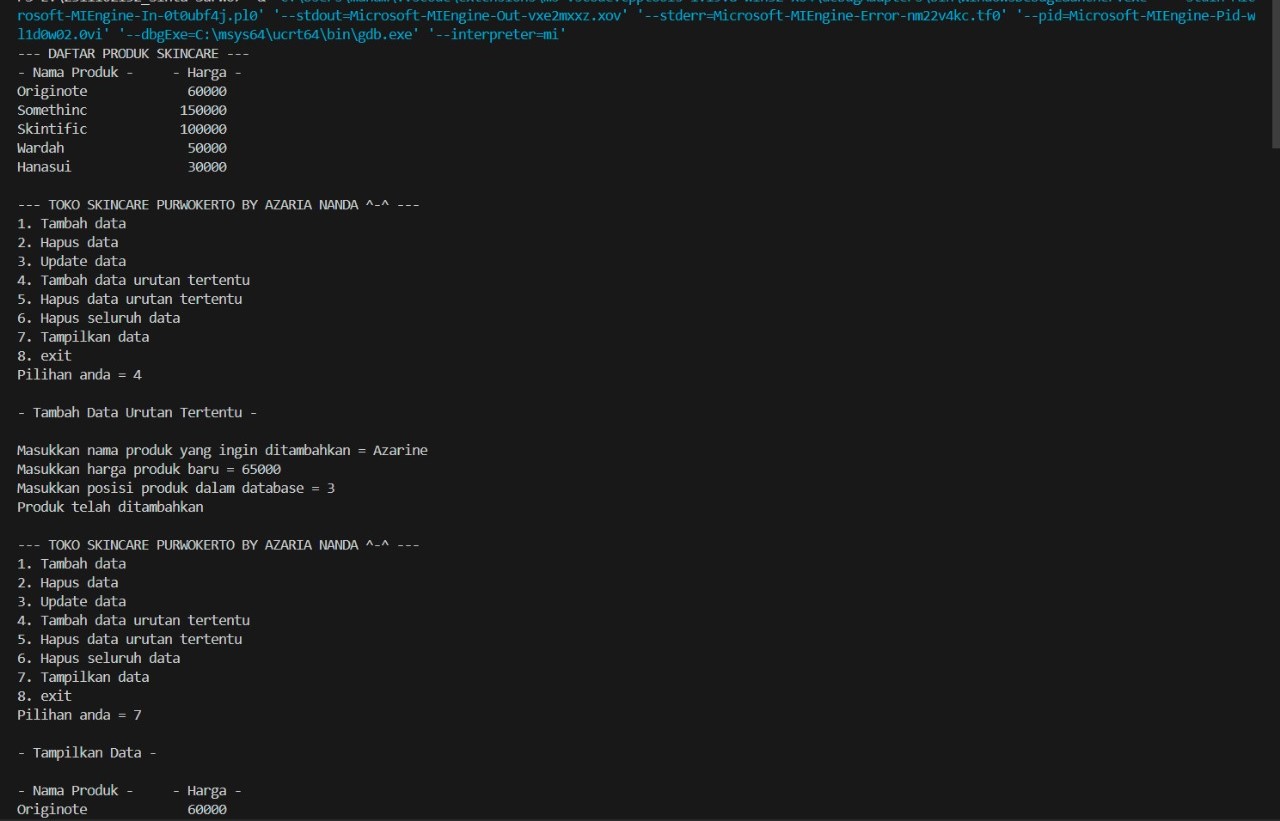 rosoft-MIEngine-In-0t0ubf4j.pl0' '--stdout=Microsoft-MIEngine-Out-vxe2mxxz.xov' '--stderr=Microsoft-MIEngine-Error-nm22v4kc.tf0' '--pid=Microsoft-MIEngine-Pid-w
l1d0w02.0vi' '--dbgExe=C:\msys64\ucrt64\bin\gdb.exe' '--interpreter=mi'
--- DAFTAR PRODUK SKINCARE ---
- Nama Produk -     - Harga -
Originote             60000
Somethinc            150000
Skintific            100000
Wardah                50000
Hanasui               30000
--- TOKO SKINCARE PURWOKERTO BY AZARIA NANDA ^-^ ---
1. Tambah data
2. Hapus data
3. Update data
4. Tambah data urutan tertentu
5. Hapus data urutan tertentu
6. Hapus seluruh data
7. Tampilkan data
8. exit
Pilihan anda = 4
- Tambah Data Urutan Tertentu -
Masukkan nama produk yang ingin ditambahkan = Azarine
Masukkan harga produk baru = 65000
Masukkan posisi produk dalam database = 3
Produk telah ditambahkan
--- TOKO SKINCARE PURWOKERTO BY AZARIA NANDA ^-^ ---
1. Tambah data
2. Hapus data
3. Update data
4. Tambah data urutan tertentu
5. Hapus data urutan tertentu
6. Hapus seluruh data
7. Tampilkan data
8. exit
Pilihan anda = 7
- Tampilkan Data -
- Nama Produk -     - Harga -
Originote             60000